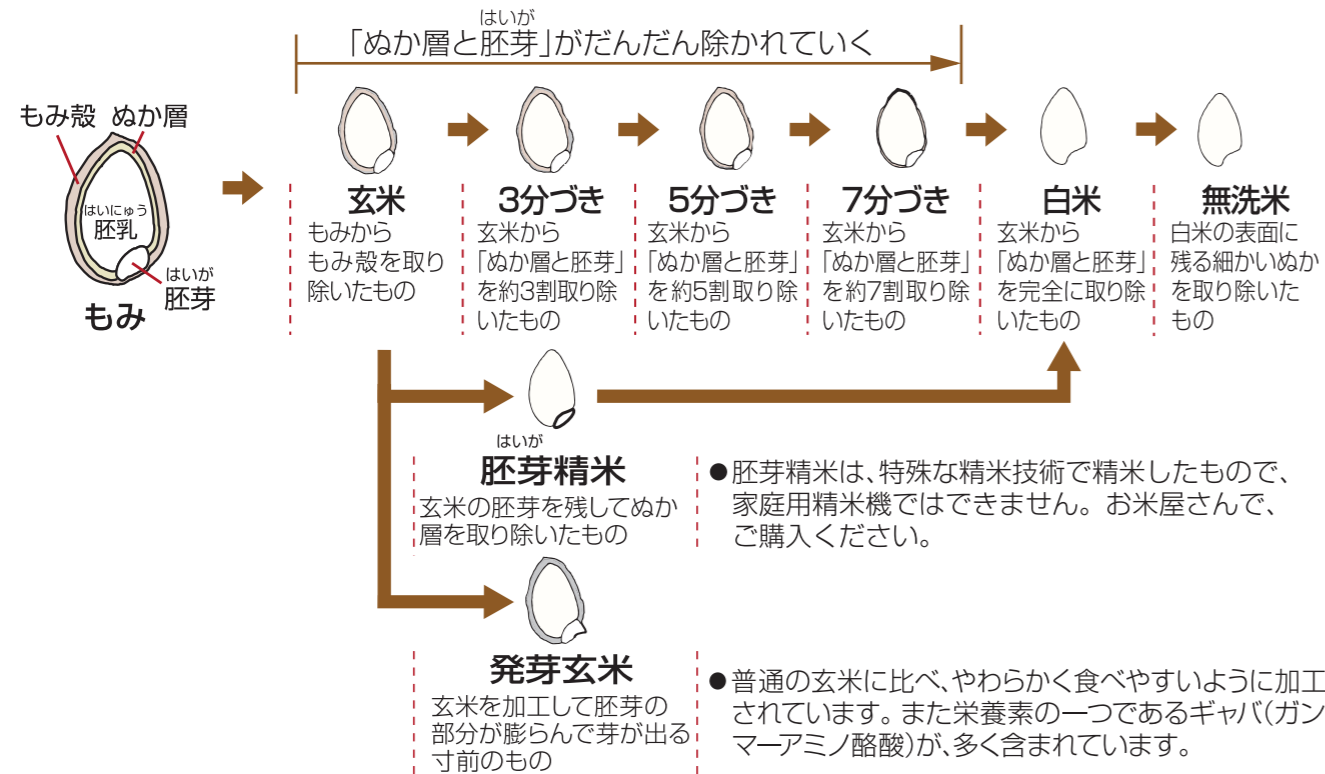 はいが
「ぬか層と胚芽」がだんだん除かれていく
もみ殻 ぬか層
はいにゅう
胚乳
はいが
胚芽
もみ
玄米
もみから
もみ殻を取り
除いたもの
3分づき
玄米から
「ぬか層と胚芽」
を約3割取り除
いたもの
5分づき
玄米から
「ぬか層と胚芽」
を約5割取り除
いたもの
7分づき
玄米から
「ぬか層と胚芽」
を約7割取り除
いたもの
白米
玄米から
「ぬか層と胚芽」
を完全に取り除
いたもの
無洗米
白米の表面に
残る細かいぬか
を取り除いた
もの
はいが
胚芽精米
玄米の胚芽を残してぬか
層を取り除いたもの
●胚芽精米は、特殊な精米技術で精米したもので、
家庭用精米機ではできません。お米屋さんで、
ご購入ください。
発芽玄米
玄米を加工して胚芽の
部分が膨らんで芽が出る
寸前のもの
●普通の玄米に比べ、やわらかく食べやすいように加工
されています。また栄養素の一つであるギャバ(ガン
マーアミノ酪酸)が、多く含まれています。